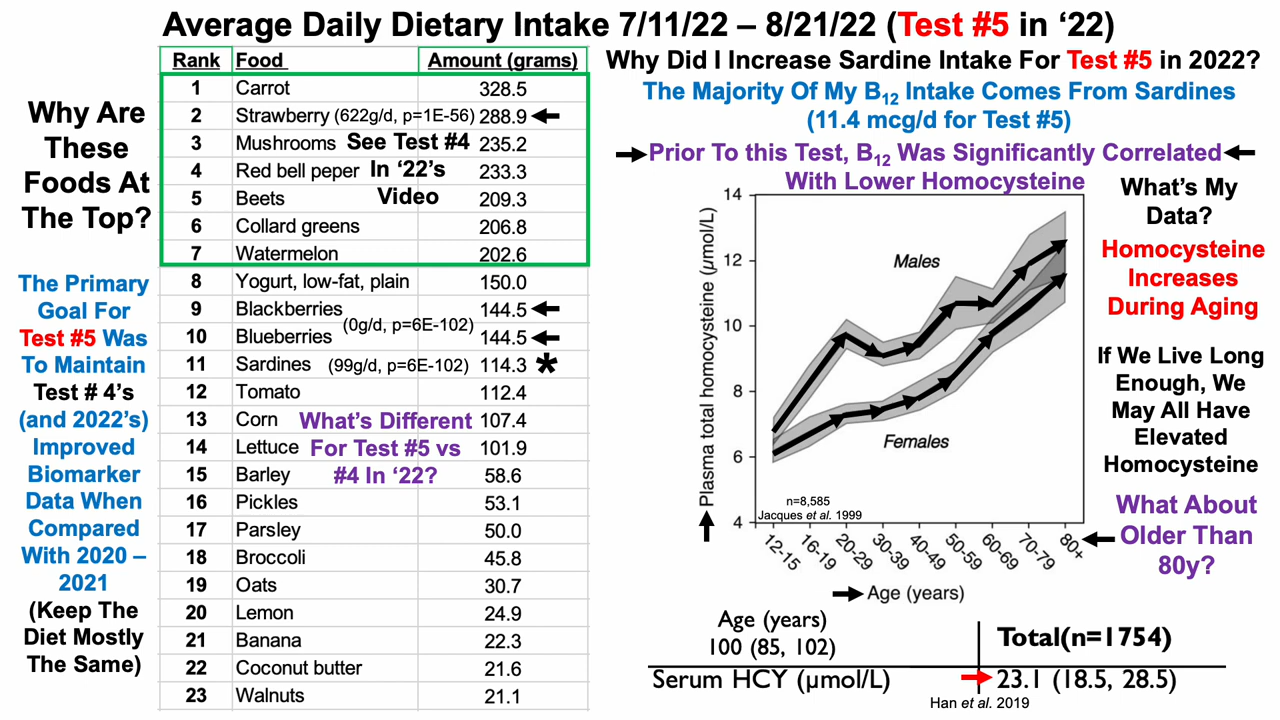 Average Daily Dietary Intake 7/11/22 – 8/21/22 (Test #5 in ‘22)
Why Are
These
Foods At
The Top?
The Primary
Goal For
Test #5 Was
To Maintain
Test # 4’s
(and 2022’s)
Improved
Biomarker
Data When
Compared
With 2020 –
2021
(Keep The
Diet Mostly
The Same)
Rank Food Amount (grams)
1 Carrot 328.5
2 Strawberry (622g/d, p=1E-56) 288.9
3 Mushrooms 235.2
4 Red bell peper 233.3
5 Beets 209.3
6 Collard greens 206.8
7 Watermelon 202.6
8 Yogurt, low-fat, plain 150.0
9 Blackberries 144.5
(0g/d, p=6E-102)
10 Blueberries 144.5
11 Sardines (99g/d, p=6E-102) 114.3 *
12 Tomato 112.4
13 Corn 107.4
14 Lettuce 101.9
15 Barley 58.6
16 Pickles 53.1
17 Parsley 50.0
18 Broccoli 45.8
19 Oats 30.7
20 Lemon 24.9
21 Banana 22.3
22 Coconut butter 21.6
23 Walnuts 21.1
See Test #4
In ‘22’s
Video
What’s Different
For Test #5 vs
#4 In ‘22?
Why Did I Increase Sardine Intake For Test #5 in 2022?
The Majority Of My B12 Intake Comes From Sardines
(11.4 mcg/d for Test #5)
Prior To this Test, B12 Was Significantly Correlated
With Lower Homocysteine
Plasma total homocysteine (µmol/L)
14
12
10
8
6
4
Males
Females
n=8,585
Jacques et al. 1999
12-15
16-19
20-29
30-39
40-49
50-59
60-69
70-79
80+
Age (years)
What’s My
Data?
Homocysteine
Increases
During Aging
If We Live Long
Enough, We
May All Have
Elevated
Homocysteine
What About
Older Than
80y?
Age (years)
100 (85, 102)
Total(n=1754)
Serum HCY (µmol/L) 23.1 (18.5, 28.5)
Han et al. 2019